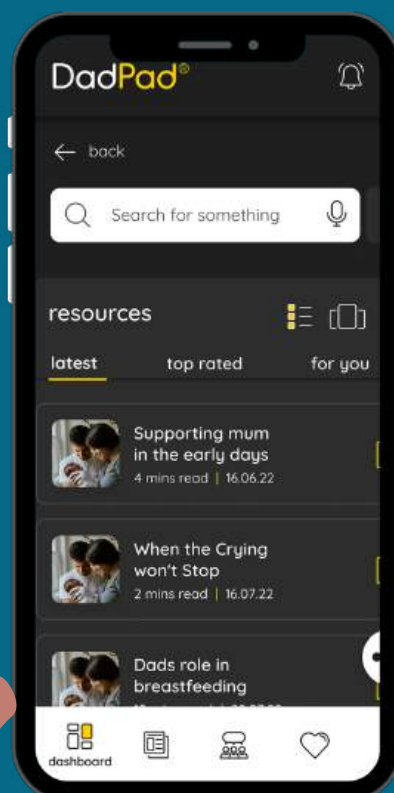 DadPad®
back
Search for something
resources
latest top rated for you
Supporting mum
in the early days
4 mins read | 16.06.22
When the Crying
won't Stop
2 mins read | 16.07.22
Dads role in
breastfeeding
dashboard